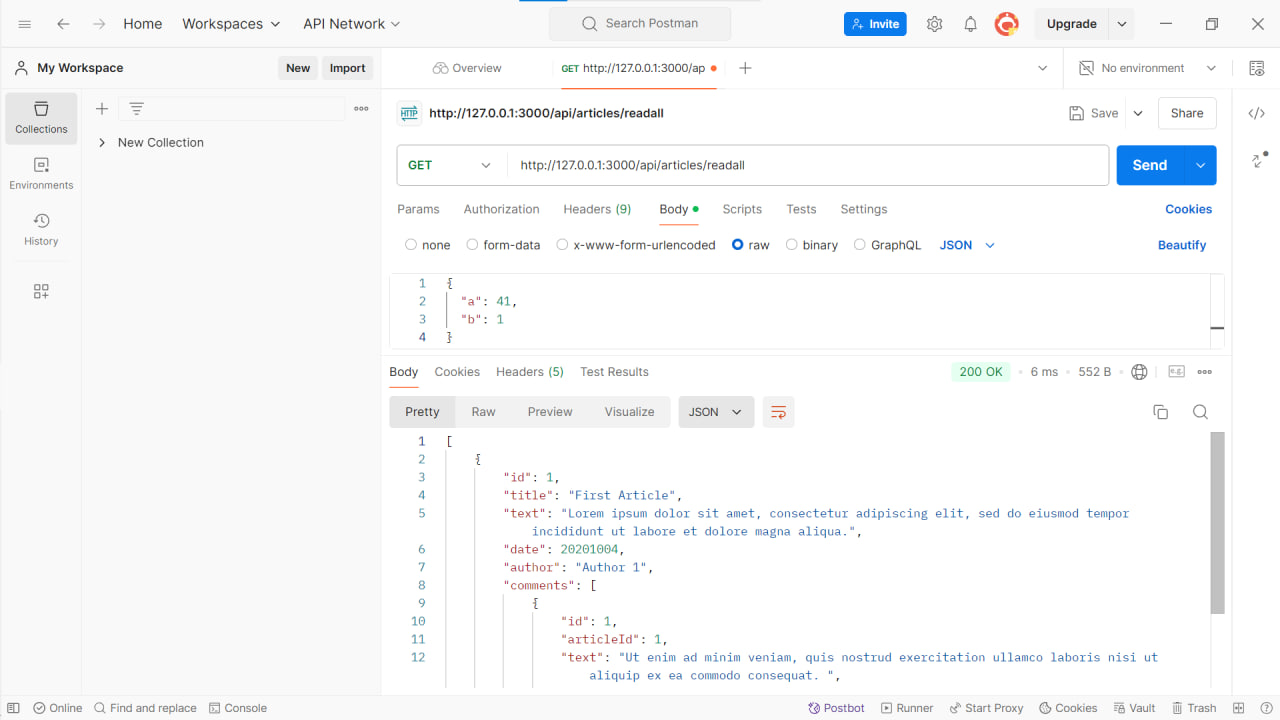 Home Workspaces API Network Search Postman Invite Upgrade
My Workspace New Import Overview GET http://127.0.0.1:3000/ap No environment
Collections
Environments
History
New Collection
HTTP http://127.0.0.1:3000/api/articles/readall Save Share
GET http://127.0.0.1:3000/api/articles/readall Send
Params Authorization Headers (9) Body Scripts Tests Settings Cookies
none form-data x-www-form-urlencoded raw binary GraphQL JSON Beautify
1 {
2 "a": 41,
3 "b": 1
4 }
Body Cookies Headers (5) Test Results 200 OK 6 ms 552 B e.g.
Pretty Raw Preview Visualize JSON
1 [
2 {
3 "id": 1,
4 "title": "First Article",
5 "text": "Lorem ipsum dolor sit amet, consectetur adipiscing elit, sed do eiusmod tempor
incididunt ut labore et dolore magna aliqua.",
6 "date": 20201004,
7 "author": "Author 1",
8 "comments": [
9 {
10 "id": 1,
11 "articleId": 1,
12 "text": "Ut enim ad minim veniam, quis nostrud exercitation ullamco laboris nisi ut
aliquip ex ea commodo consequat. ",
Online Find and replace Console Postbot Runner Start Proxy Cookies Vault Trash